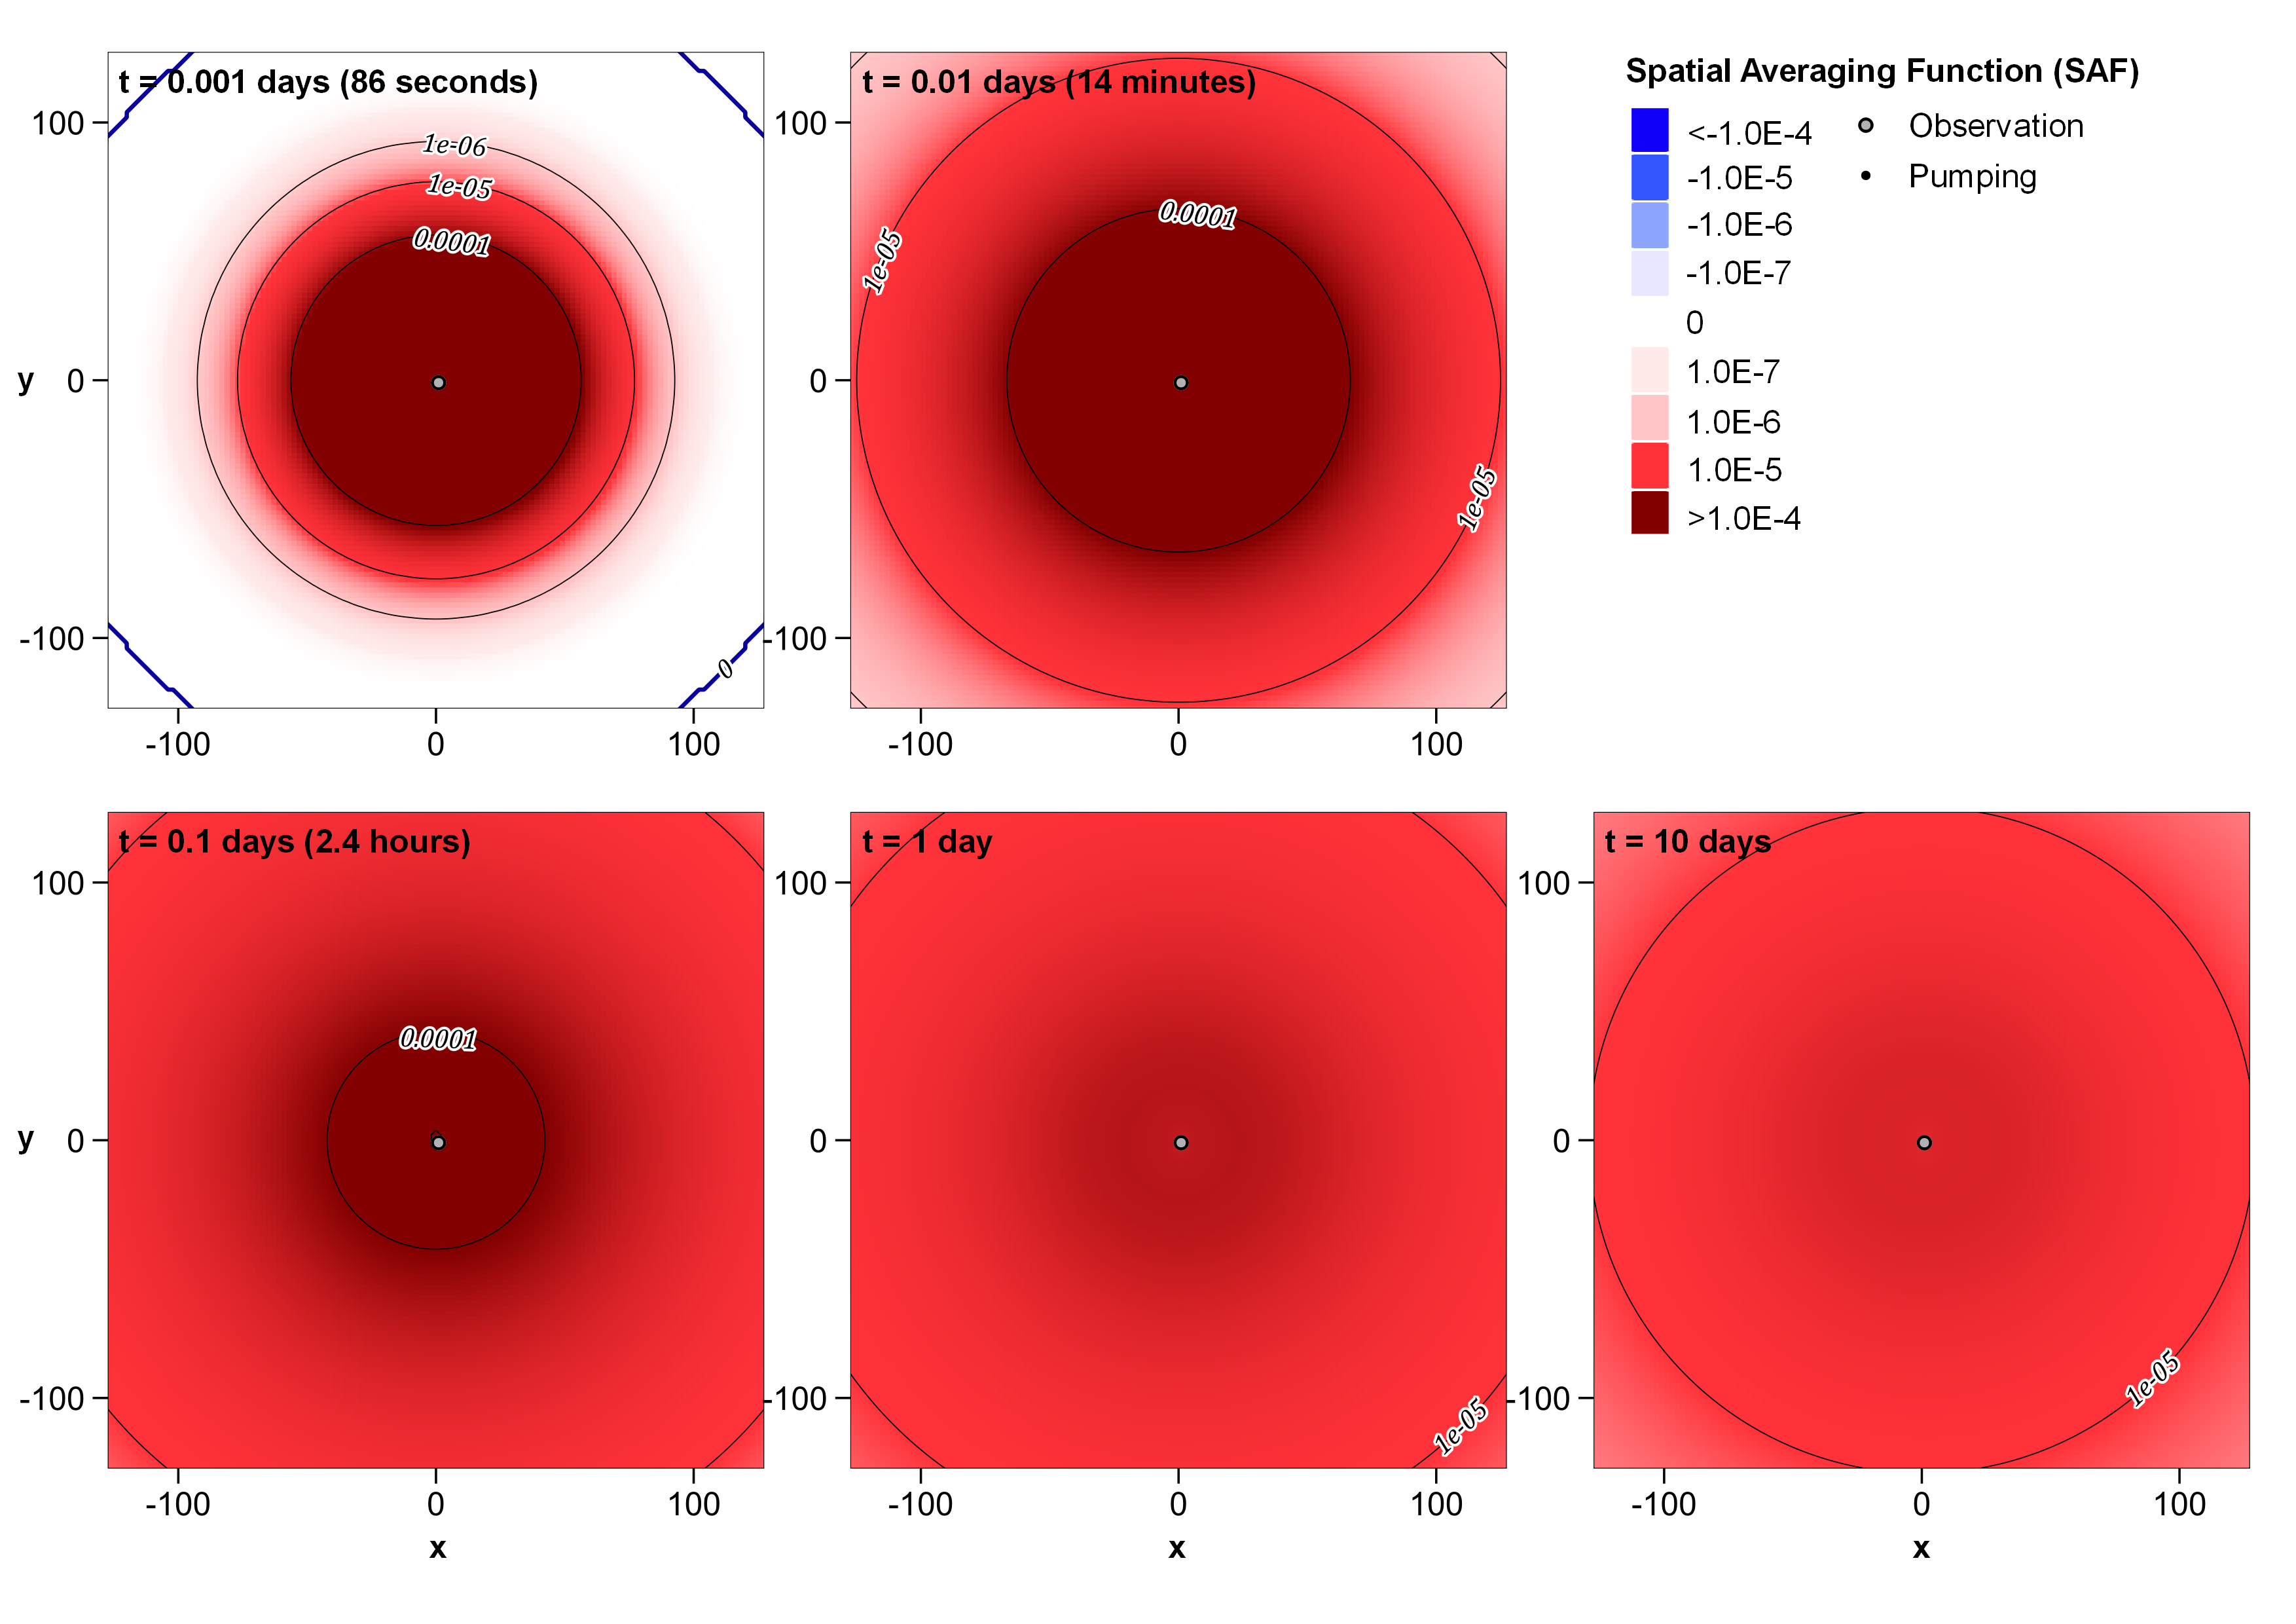 t = 0.001 days (86 seconds)
1e-06
1e-05
0.0001
0
100
0
-100
y
-100
0
100
t = 0.01 days (14 minutes)
0.0001
1e-05
1e-05
100
0
-100
-100
0
100
Spatial Averaging Function (SAF)
<-1.0E-4
-1.0E-5
-1.0E-6
-1.0E-7
0
1.0E-7
1.0E-6
1.0E-5
>1.0E-4
Observation
Pumping
t = 0.1 days (2.4 hours)
0.0001
100
0
-100
y
-100
0
100
x
t = 1 day
1e-05
100
0
-100
-100
0
100
x
t = 10 days
1e-05
100
0
-100
-100
0
100
x